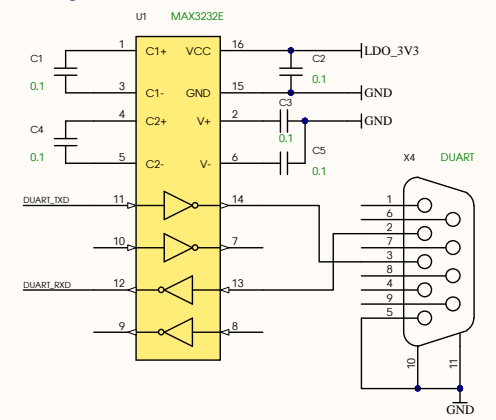 U1 MAX3232E
1 C1+ VCC 16 LDO_3V3
C1 C2
0.1 0.1
3 C1- GND 15 GND
C3
4 C2+ V+ 2 GND
C4 0.1
0.1 C5
5 C2- V- 6 0.1
X4 DUART
DUART_TXD 11 14
10 7
DUART_RXD 12 13
9 8
1
6
2
7
3
8
4
9
5
10 11
GND